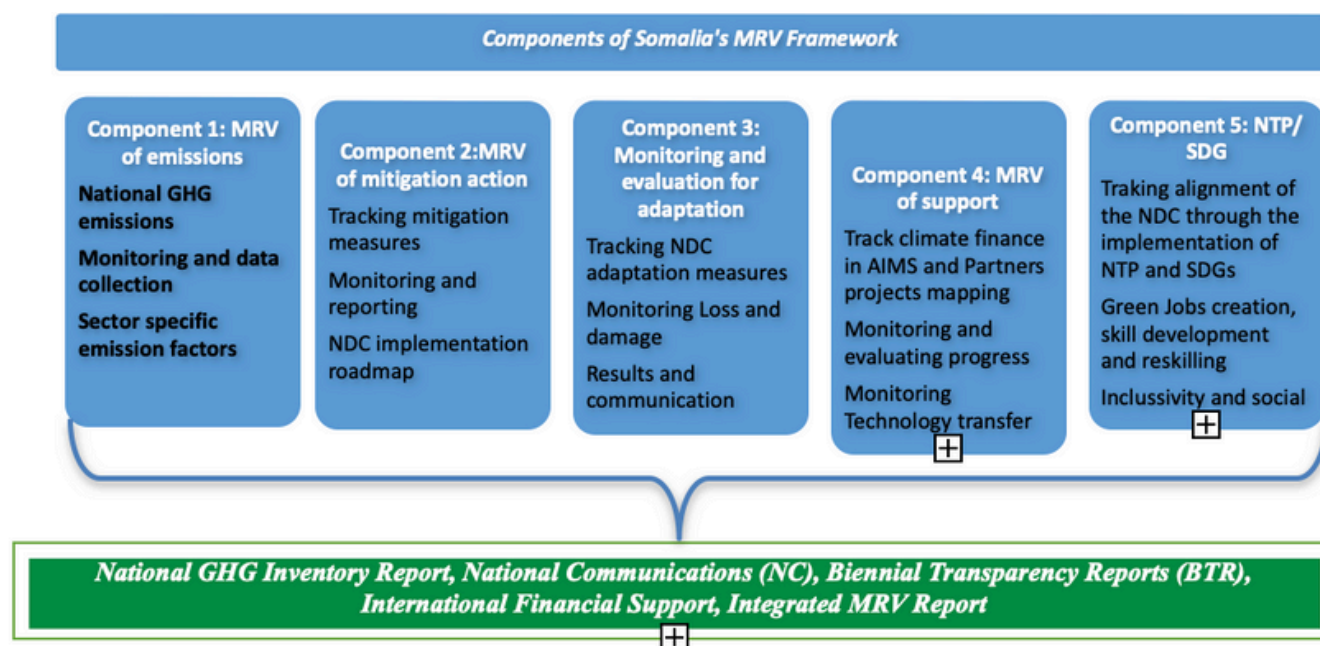 Components of Somalia's MRV Framework
Component 1: MRV
of emissions
National GHG
emissions
Monitoring and data
collection
Sector specific
emission factors
Component 2:MRV
of mitigation action
Tracking mitigation
measures
Monitoring and
reporting
NDC implementation
roadmap
Component 3:
Monitoring and
evaluation for
adaptation
Tracking NDC
adaptation measures
Monitoring Loss and
damage
Results and
communication
Component 4: MRV
of support
Track climate finance
in AIMS and Partners
projects mapping
Monitoring and
evaluating progress
Monitoring
Technology transfer
Component 5: NTP/
SDG
Traking alignment of
the NDC through the
implementation of
NTP and SDGs
Green Jobs creation,
skill development
and reskilling
Inclussivity and social
National GHG Inventory Report, National Communications (NC), Biennial Transparency Reports (BTR),
International Financial Support, Integrated MRV Report